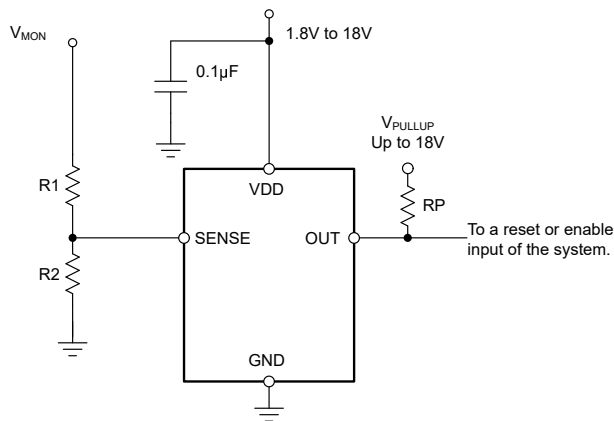 V_MON
1.8V to 18V
0.1µF
V_PULLUP
Up to 18V
R1
VDD
RP
SENSE
OUT
To a reset or enable
input of the system.
R2
GND